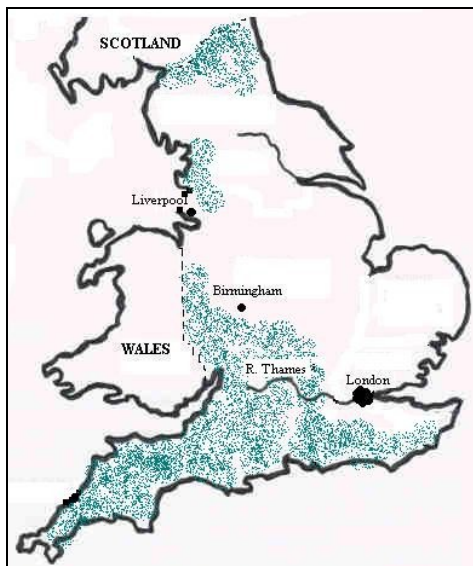 SCOTLAND
Liverpool
Birmingham
WALES
R. Thames
London